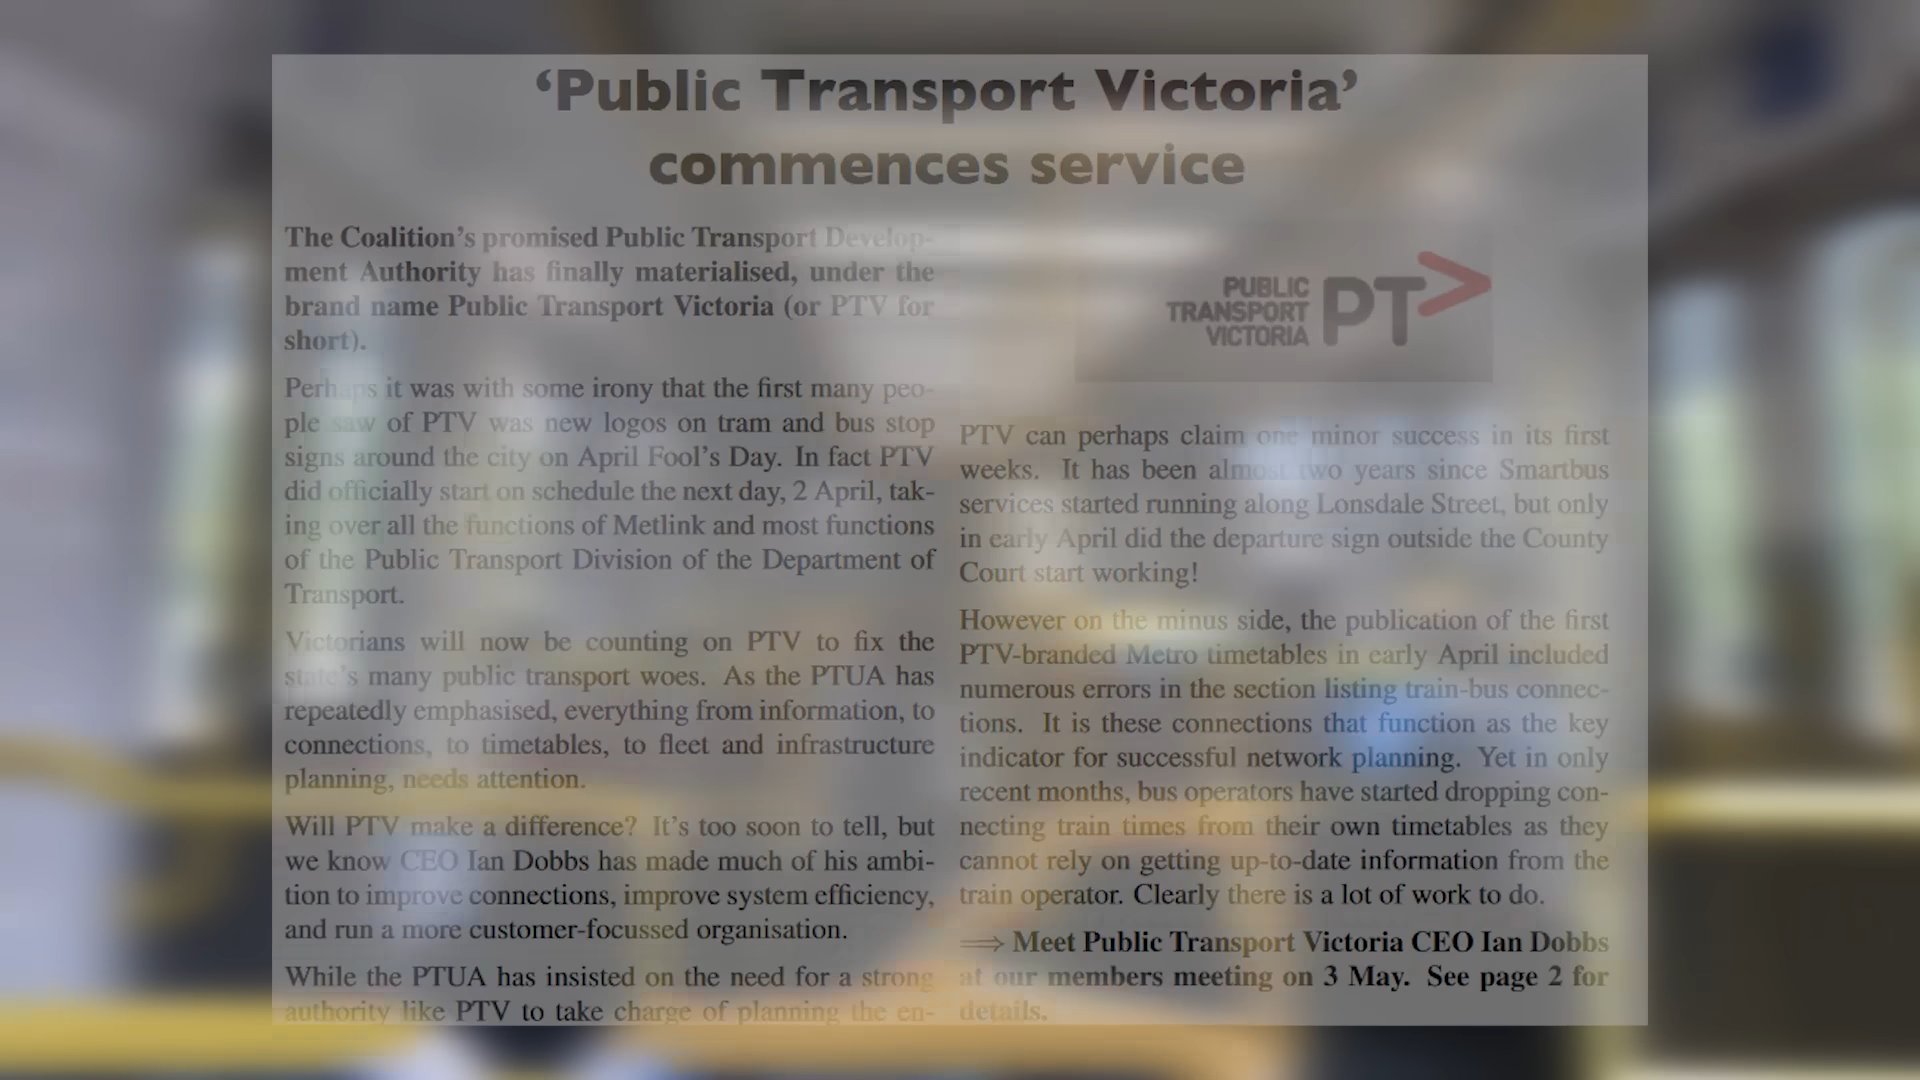 ‘Public Transport Victoria’
commences service
The Coalition’s promised Public Transport Develop-
ment Authority has finally materialised, under the
brand name Public Transport Victoria (or PTV for
short).
Perhaps it was with some irony that the first many peo-
ple saw of PTV was new logos on tram and bus stop
signs around the city on April Fool’s Day. In fact PTV
did officially start on schedule the next day, 2 April, tak-
ing over all the functions of Metlink and most functions
of the Public Transport Division of the Department of
Transport.
Victorians will now be counting on PTV to fix the
state’s many public transport woes. As the PTUA has
repeatedly emphasised, everything from information, to
connections, to timetables, to fleet and infrastructure
planning, needs attention.
Will PTV make a difference? It’s too soon to tell, but
we know CEO Ian Dobbs has made much of his ambi-
tion to improve connections, improve system efficiency,
and run a more customer-focussed organisation.
While the PTUA has insisted on the need for a strong
authority like PTV to take charge of planning the en-
PUBLIC
TRANSPORT
VICTORIA
PT>
PTV can perhaps claim one minor success in its first
weeks. It has been almost two years since Smartbus
services started running along Lonsdale Street, but only
in early April did the departure sign outside the County
Court start working!
However on the minus side, the publication of the first
PTV-branded Metro timetables in early April included
numerous errors in the section listing train-bus connec-
tions. It is these connections that function as the key
indicator for successful network planning. Yet in only
recent months, bus operators have started dropping con-
necting train times from their own timetables as they
cannot rely on getting up-to-date information from the
train operator. Clearly there is a lot of work to do.
⟹ Meet Public Transport Victoria CEO Ian Dobbs
at our members meeting on 3 May. See page 2 for
details.